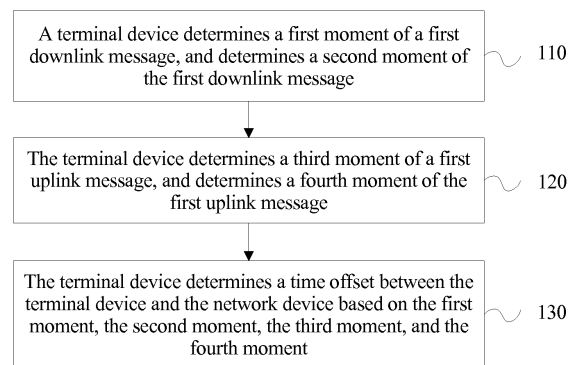 A terminal device determines a first moment of a first
downlink message, and determines a second moment of
the first downlink message
110
The terminal device determines a third moment of a first
uplink message, and determines a fourth moment of the
first uplink message
120
The terminal device determines a time offset between the
terminal device and the network device based on the first
moment, the second moment, the third moment, and the
fourth moment
130